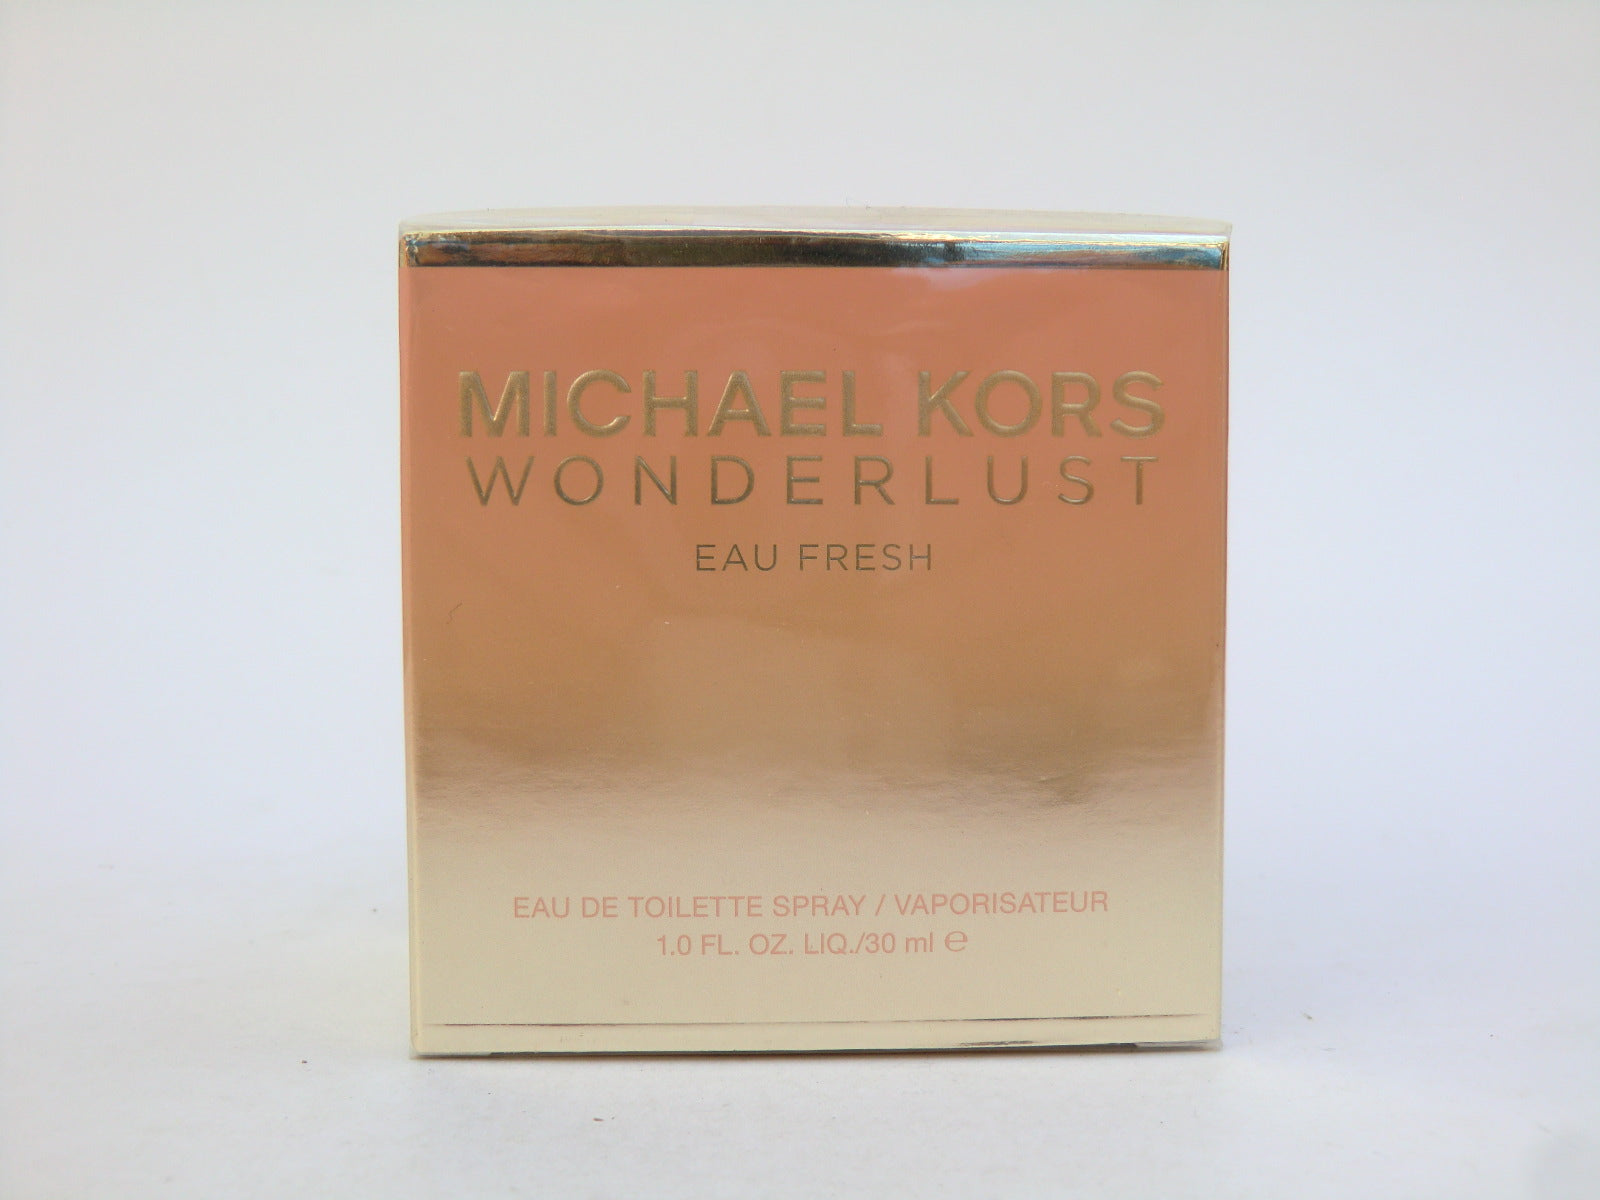 MICHAEL KORS
WONDERLUST
EAU FRESH
EAU DE TOILETTE SPRAY / VAPORISATEUR
1.0 FL. OZ. LIQ./30 ml ℮